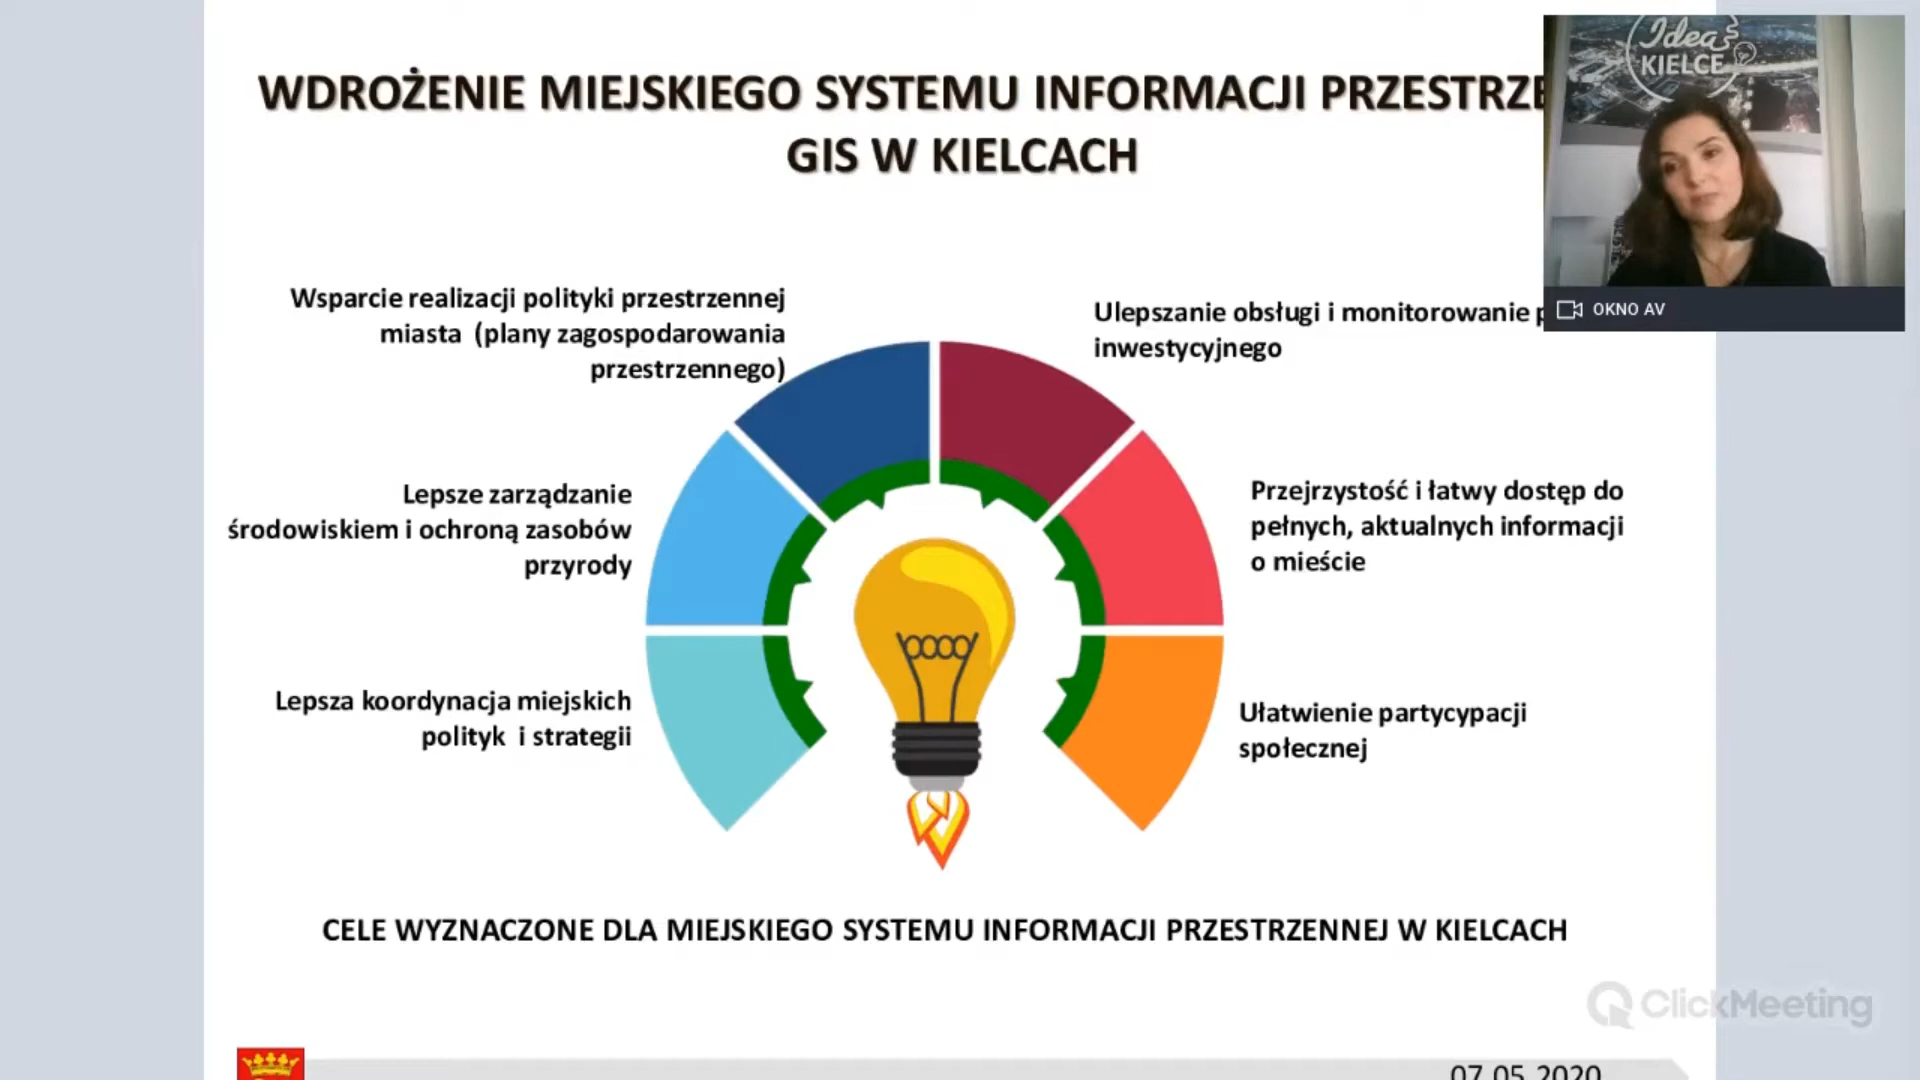 WDROŻENIE MIEJSKIEGO SYSTEMU INFORMACJI
GIS W KIELCACH
Idea
KIELCE
OKNO AV
Wsparcie realizacji polityki przestrzennej
miasta (plany zagospodarowania
przestrzennego)
Ulepszanie obsługi i monitorowanie
inwestycyjnego
Lepsze zarządzanie
środowiskiem i ochroną zasobów
przyrody
Przejrzystość i łatwy dostęp do
pełnych, aktualnych informacji
o mieście
Lepsza koordynacja miejskich
polityk i strategii
Ułatwienie partycypacji
społecznej
CELE WYZNACZONE DLA MIEJSKIEGO SYSTEMU INFORMACJI PRZESTRZENNEJ W KIELCACH
ClickMeeting
07.05.2020